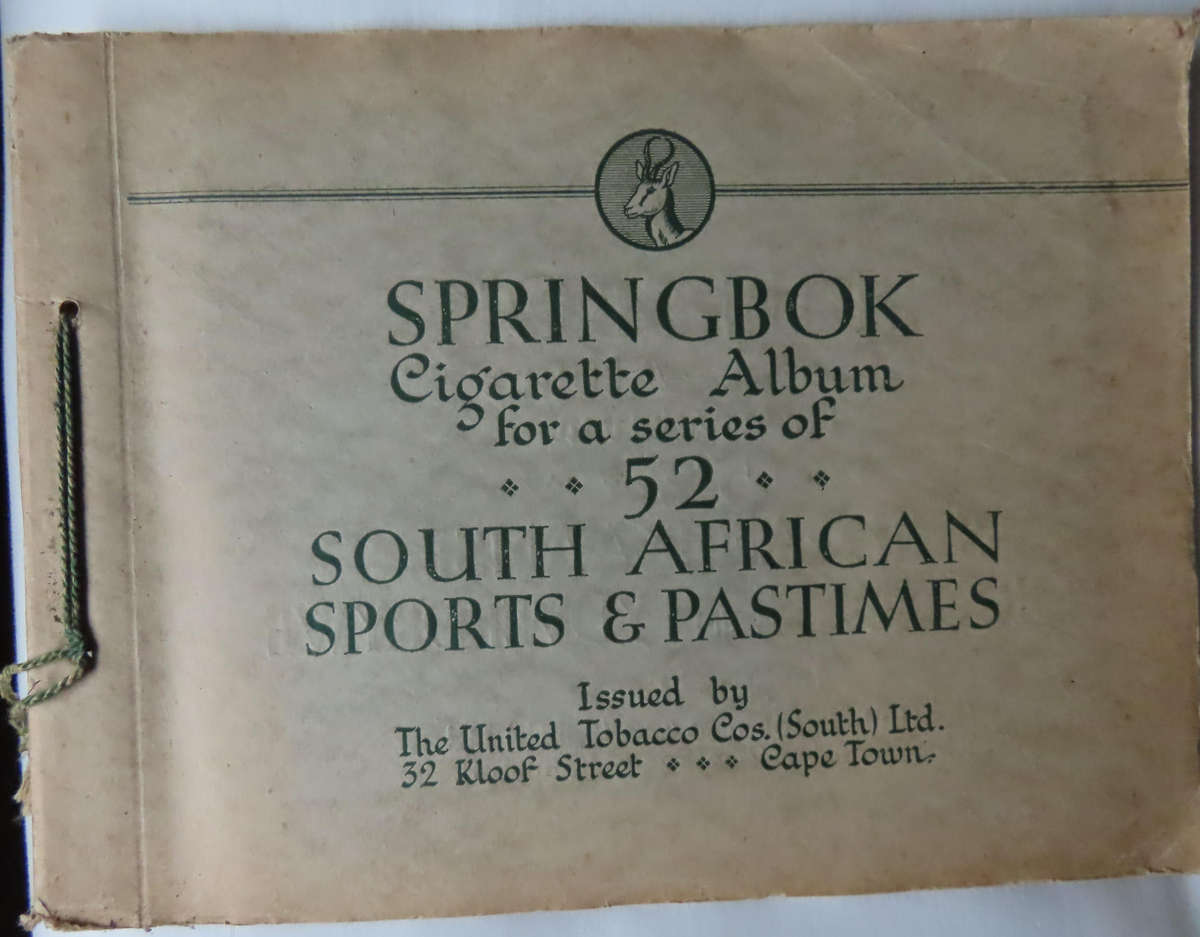 SPRINGBOK
Cigarette Album
for a series of
52
SOUTH AFRICAN
SPORTS & PASTIMES
Issued by
The United Tobacco Cos. (South) Ltd.
32 Kloof Street Cape Town.